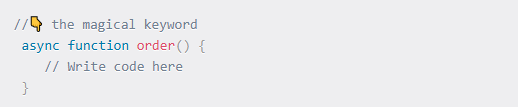 //👇 the magical keyword
async function order() {
// Write code here
}